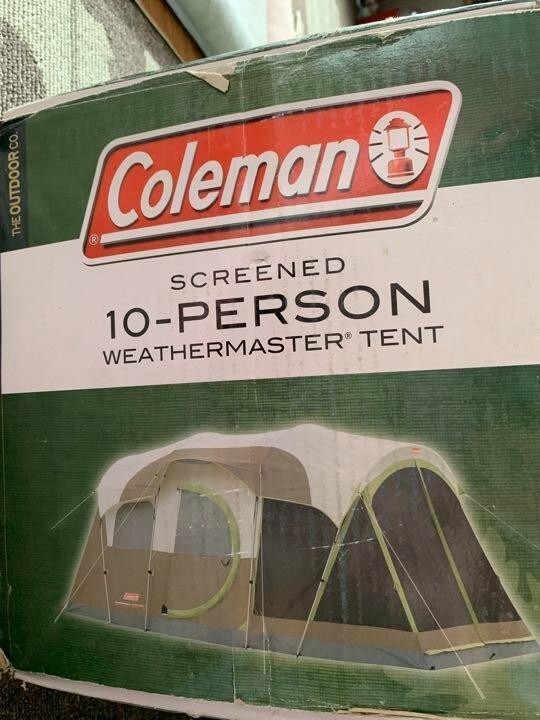 THE OUTDOOR CO.
Coleman
®
SCREENED
10-PERSON
WEATHERMASTER® TENT
Coleman